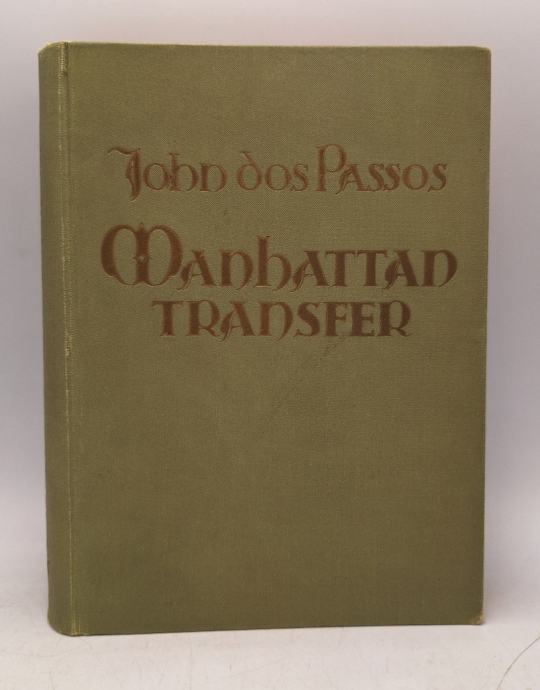 John dos Passos
Manhattan
Transfer